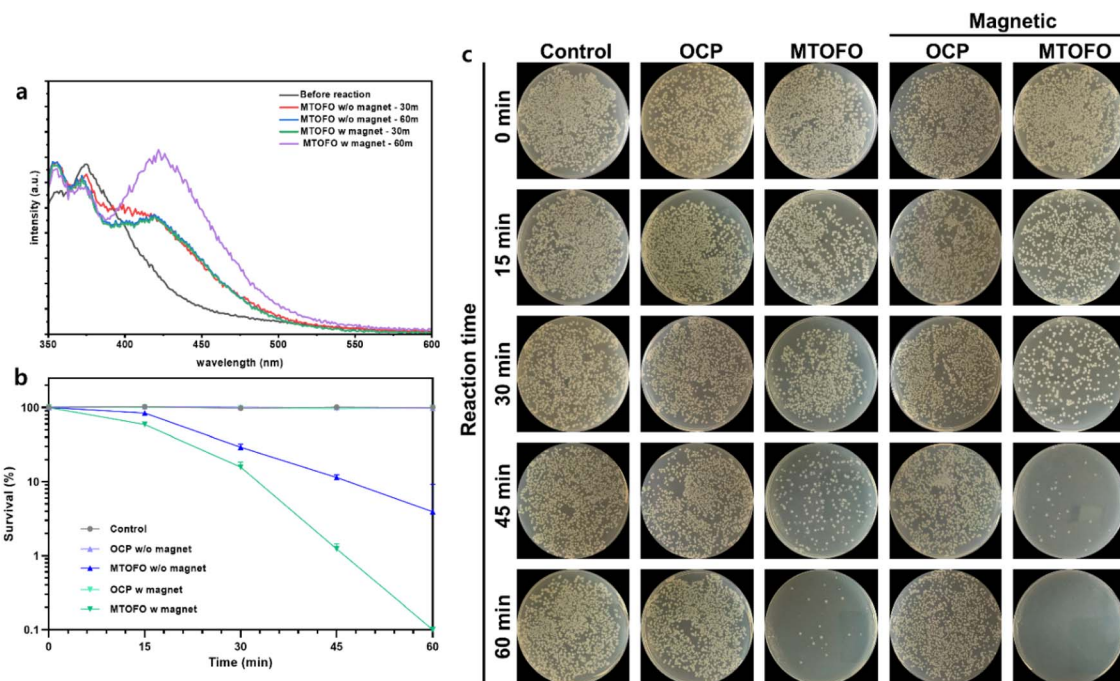 a
Before reaction
MTOFO w/o magnet - 30m
MTOFO w/o magnet - 60m
MTOFO w magnet - 30m
MTOFO w magnet - 60m
intensity (a.u.)
350 400 450 500 550 600
wavelength (nm)
b
100
10
1
0.1
Survival (%)
Control
OCP w/o magnet
MTOFO w/o magnet
OCP w magnet
MTOFO w magnet
0 15 30 45 60
Time (min)
c
Magnetic
Control OCP MTOFO OCP MTOFO
Reaction time
0 min
15 min
30 min
45 min
60 min